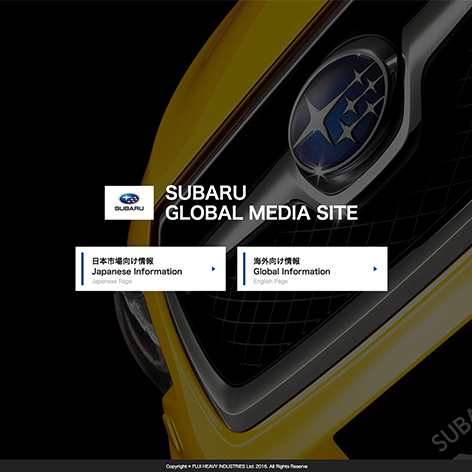 SUBARU
SUBARU
GLOBAL MEDIA SITE
日本市場向け情報
Japanese Information
Japanese Page
海外向け情報
Global Information
English Page
SUBA
Copyright © FUJI HEAVY INDUSTRIES Ltd. 2016. All Rights Reserve